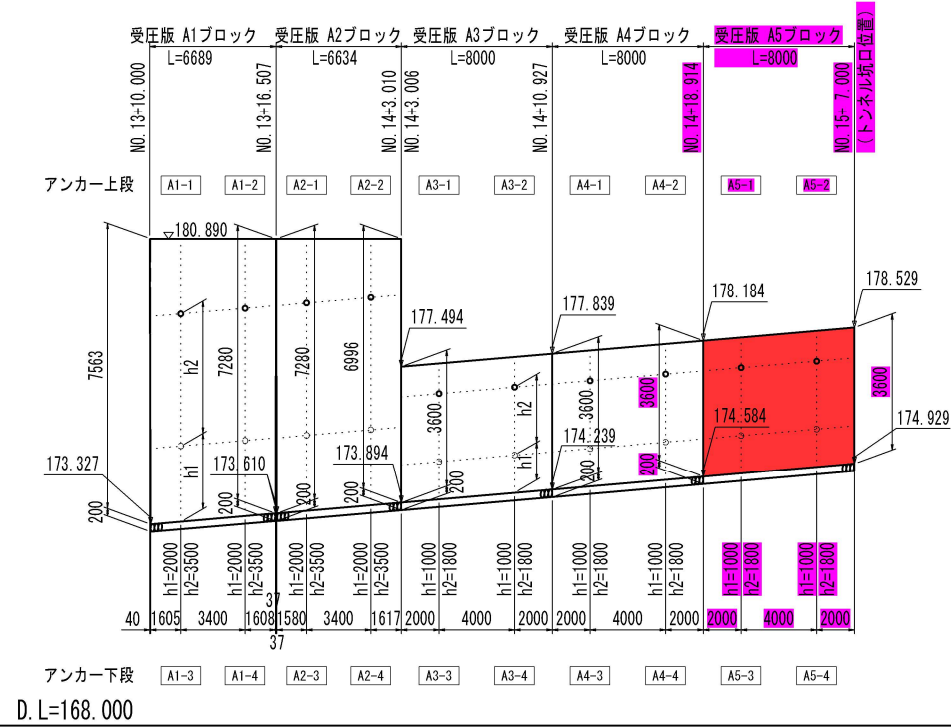 受圧版 A1ブロック 受圧版 A2ブロック 受圧版 A3ブロック 受圧版 A4ブロック 受圧版 A5ブロック
L=6689 L=6634 L=8000 L=8000 L=8000
NO.13+10.000
NO.13+16.507
NO.14+3.010
NO.14+3.006
NO.14+10.927
NO.14+18.914
NO.15+ 7.000
(トンネル坑口位置)
アンカー上段 A1-1 A1-2 A2-1 A2-2 A3-1 A3-2 A4-1 A4-2 A5-1 A5-2
180.890
178.529
178.184
177.839
177.494
7563
h2
7280
7280
6996
3600
h2
3600
3600
3600
174.929
174.584
174.239
173.894
173.610
173.327
h1
h1
200
200
200
200
200
200
200
h1=2000 h2=3500
h1=2000 h2=3500
h1=2000 h2=3500
h1=2000 h2=3500
h1=1000 h2=1800
h1=1000 h2=1800
h1=1000 h2=1800
h1=1000 h2=1800
h1=1000 h2=1800
h1=1000 h2=1800
37
40 1605 3400 1608 1580 3400 1617 2000 4000 2000 2000 4000 2000 2000 4000 2000
37
アンカー下段 A1-3 A1-4 A2-3 A2-4 A3-3 A3-4 A4-3 A4-4 A5-3 A5-4
D.L=168.000